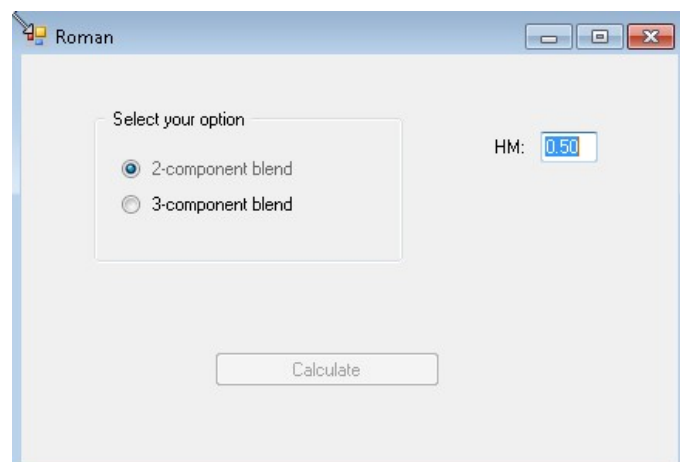 Roman
Select your option
HM: 0.50
2-component blend
3-component blend
Calculate